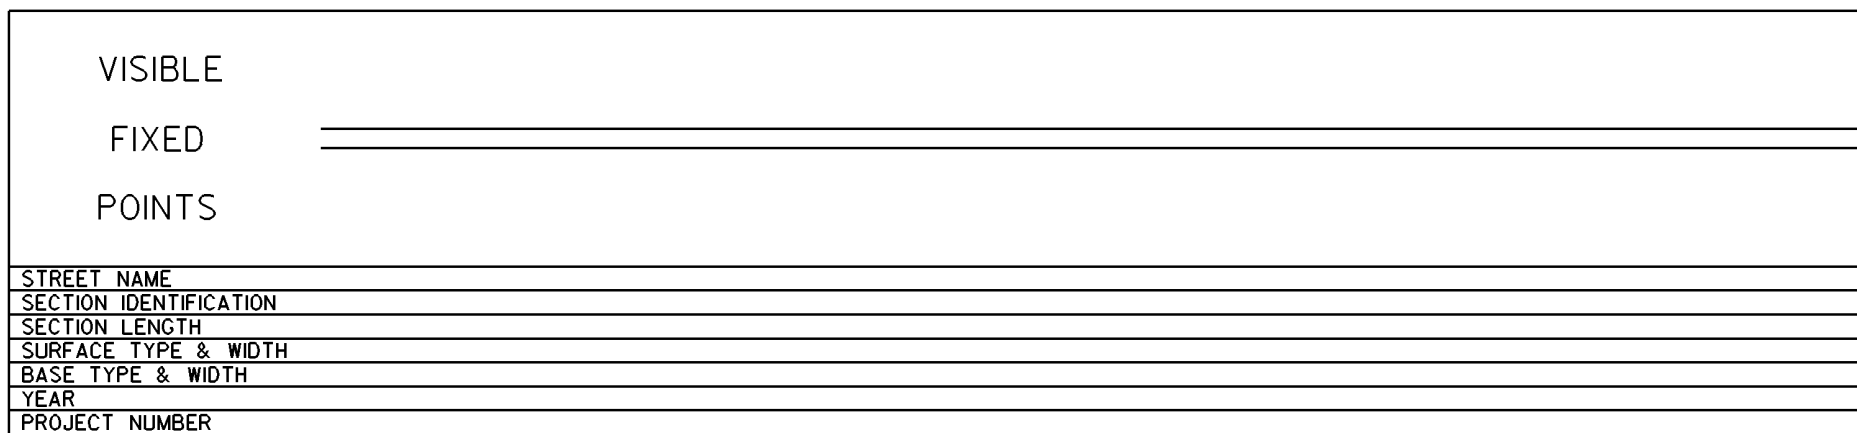 VISIBLE
FIXED
POINTS
STREET NAME
SECTION IDENTIFICATION
SECTION LENGTH
SURFACE TYPE & WIDTH
BASE TYPE & WIDTH
YEAR
PROJECT NUMBER